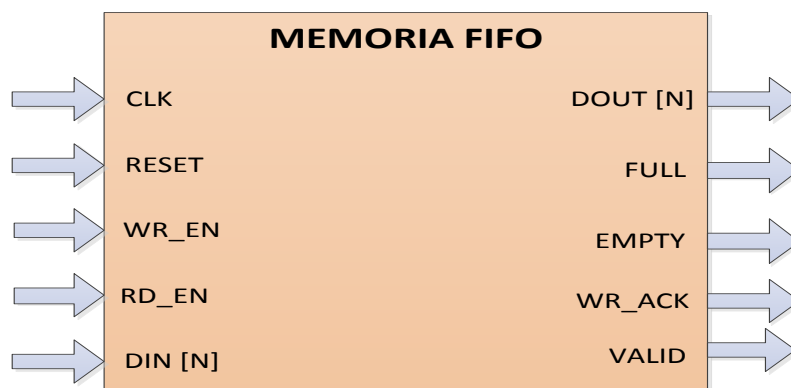 MEMORIA FIFO
CLK
RESET
WR_EN
RD_EN
DIN [N]
DOUT [N]
FULL
EMPTY
WR_ACK
VALID